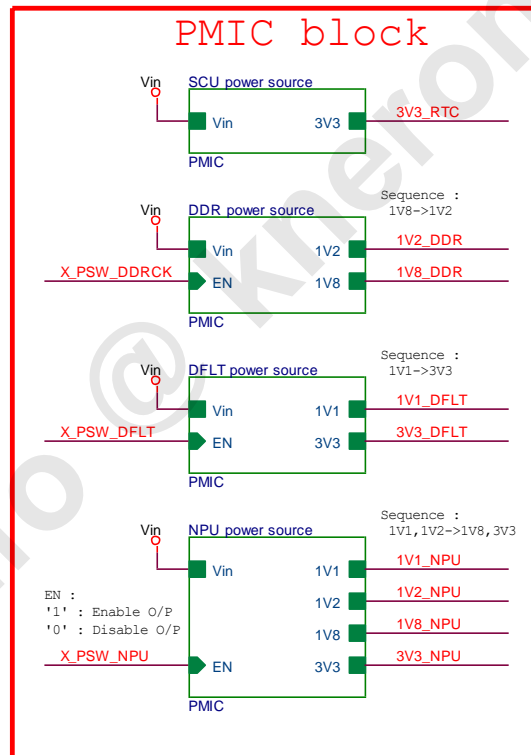 PMIC block
Vin
SCU power source
Vin
3V3
3V3_RTC
PMIC
Sequence :
1V8->1V2
Vin
DDR power source
Vin
1V2
1V2_DDR
X_PSW_DDRCK
EN
1V8
1V8_DDR
PMIC
Sequence :
1V1->3V3
Vin
DFLT power source
Vin
1V1
1V1_DFLT
X_PSW_DFLT
EN
3V3
3V3_DFLT
PMIC
Sequence :
1V1,1V2->1V8,3V3
Vin
NPU power source
Vin
1V1
1V1_NPU
1V2
1V2_NPU
EN :
'1' : Enable O/P
'0' : Disable O/P
1V8
1V8_NPU
X_PSW_NPU
EN
3V3
3V3_NPU
PMIC
@ kneron